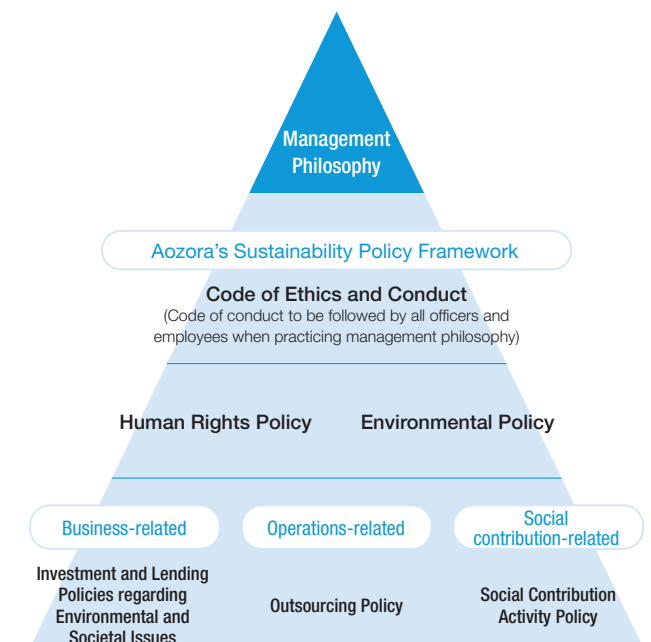 Management
Philosophy
Aozora's Sustainability Policy Framework
Code of Ethics and Conduct
(Code of conduct to be followed by all officers and
employees when practicing management philosophy)
Human Rights Policy
Environmental Policy
Business-related
Operations-related
Social
contribution-related
Investment and Lending
Policies regarding
Environmental and
Societal Issues
Outsourcing Policy
Social Contribution
Activity Policy